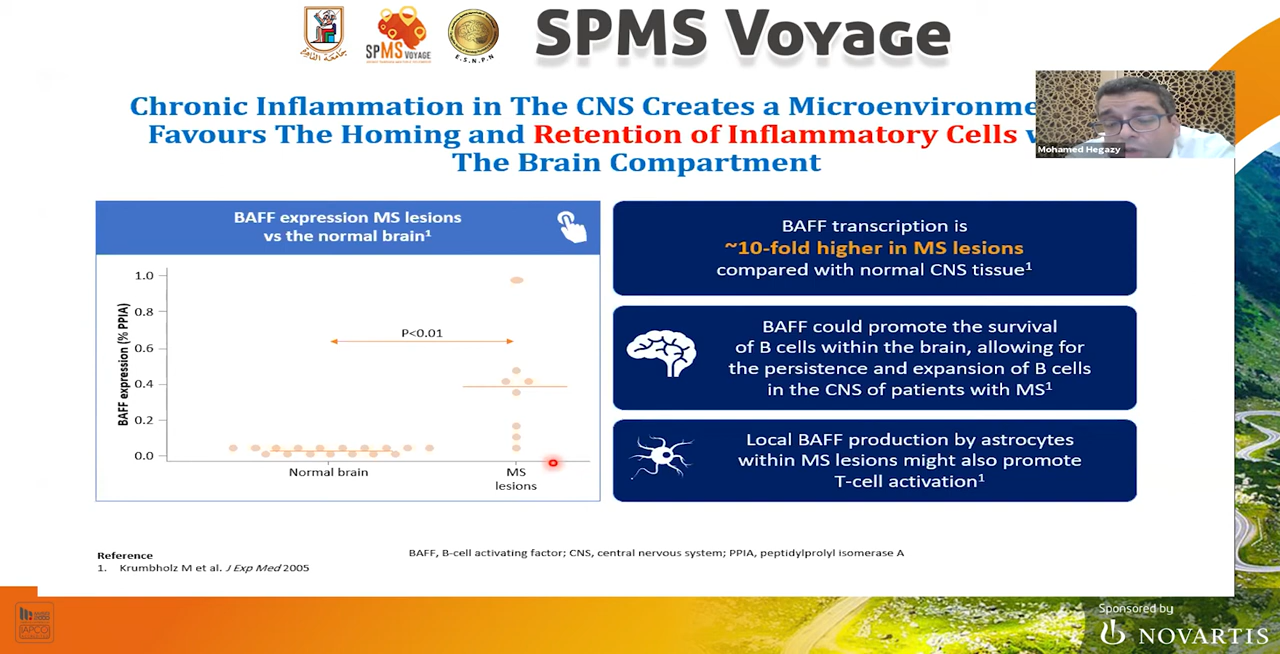 جامعة القاهرة
SPMS VOYAGE
E.S.N.P.N
SPMS Voyage
Chronic Inflammation in The CNS Creates a
Favours The Homing and Retention of Inflammatory Cells
The Brain Compartment
Mohamed Hegazy
BAFF expression MS lesions
vs the normal brain¹
BAFF expression (% PPIA)
1.0
0.8
0.6
0.4
0.2
0.0
P<0.01
Normal brain
MS
lesions
BAFF transcription is
~10-fold higher in MS lesions
compared with normal CNS tissue¹
BAFF could promote the survival
of B cells within the brain, allowing for
the persistence and expansion of B cells
in the CNS of patients with MS¹
Local BAFF production by astrocytes
within MS lesions might also promote
T-cell activation¹
BAFF, B-cell activating factor; CNS, central nervous system; PPIA, peptidylprolyl isomerase A
Reference
1. Krumbholz M et al. J Exp Med 2005
IAPCO
Sponsored by
NOVARTIS